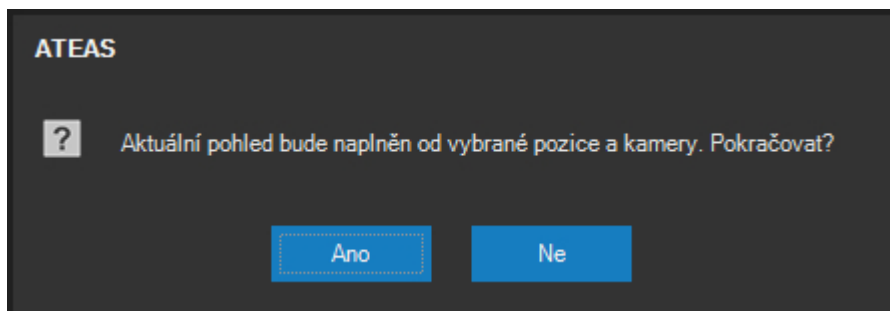 ATEAS
? Aktuální pohled bude naplněn od vybrané pozice a kamery. Pokračovat?
Ano Ne